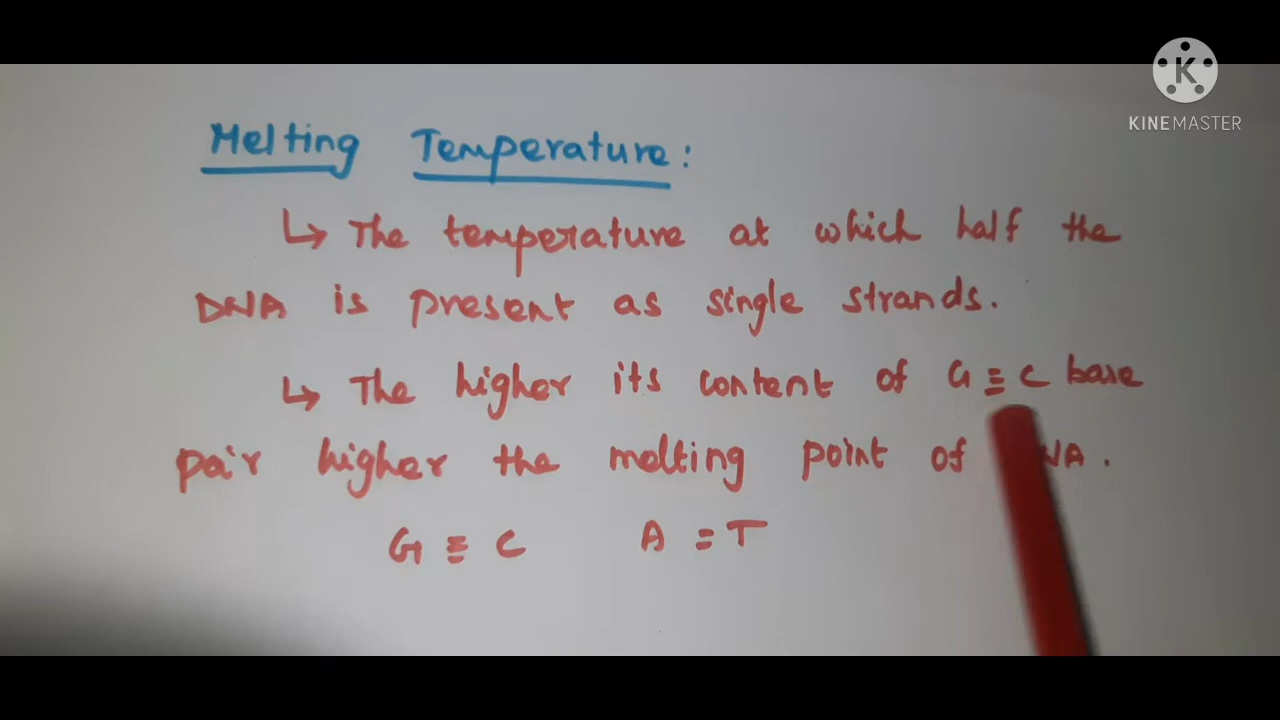 KINEMASTER
Melting Temperature:
↳ The temperature at which half the
DNA is present as single strands.
↳ The higher its content of G≡C base
pair higher the melting point of NA.
G≡C A=T